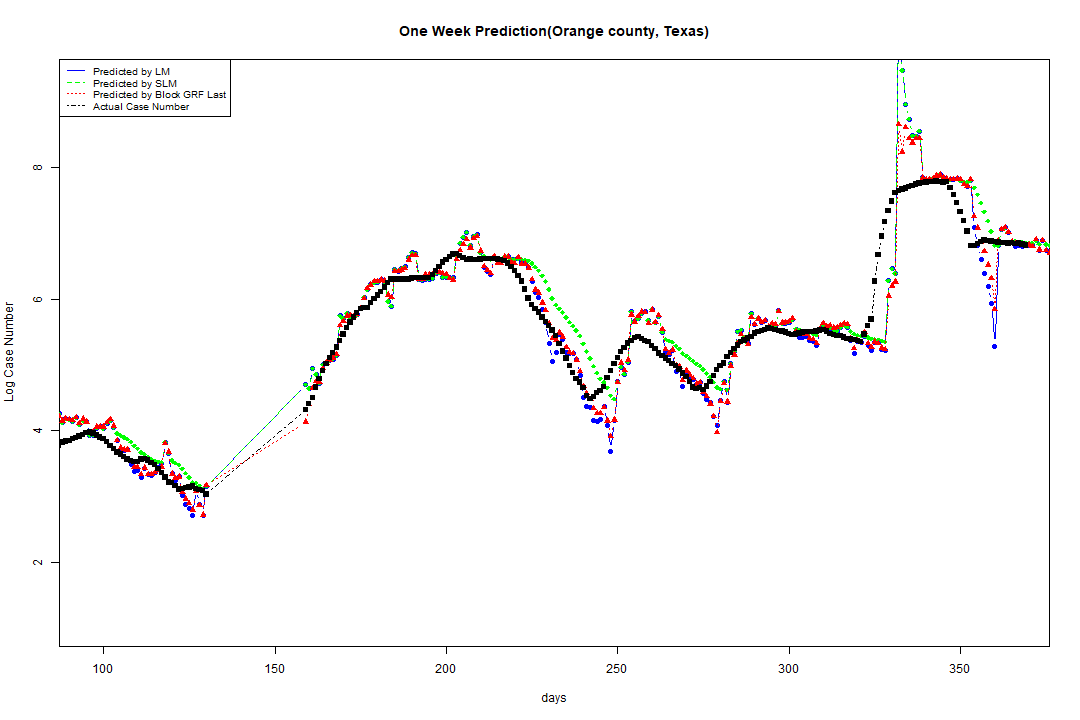 One Week Prediction(Orange county, Texas)
Predicted by LM
Predicted by SLM
Predicted by Block GRF Last
Actual Case Number
Log Case Number
8
6
4
2
100 150 200 250 300 350
days